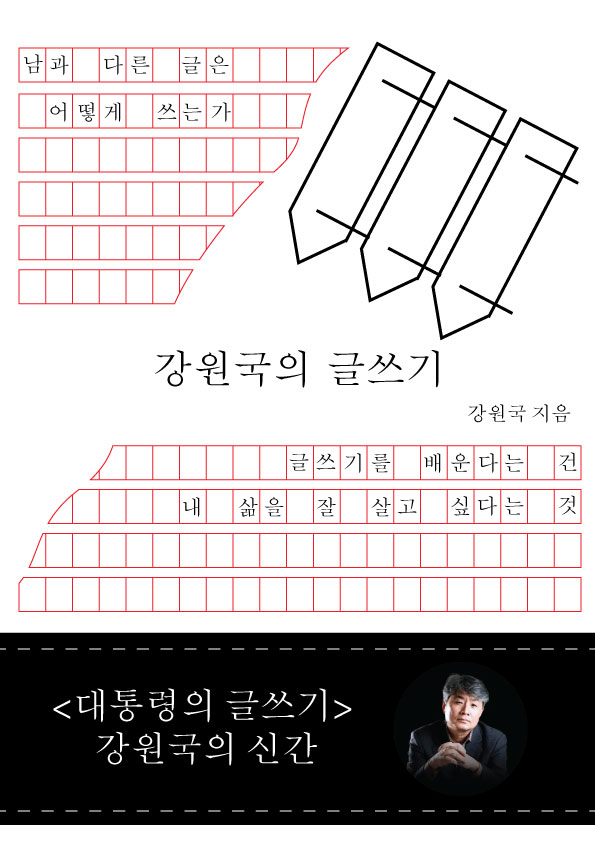 남과 다른 글은
어떻게 쓰는가
강원국의 글쓰기
강원국 지음
글쓰기를 배운다는 건
내 삶을 잘 살고 싶다는 것
<대통령의 글쓰기>
강원국의 신간